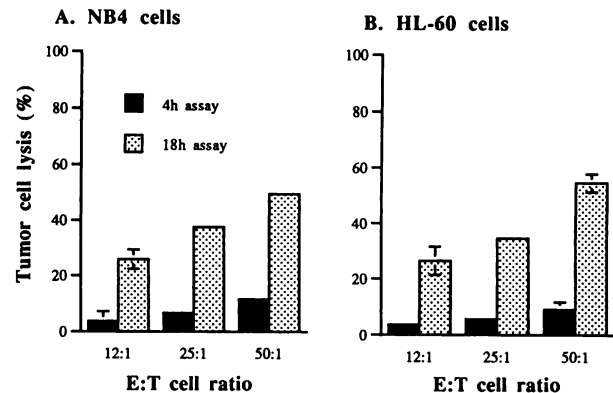 A. NB4 cells
100
80
60
40
20
0
Tumor cell lysis (%)
4h assay
18h assay
12:1
25:1
50:1
E:T cell ratio
B. HL-60 cells
100
80
60
40
20
0
12:1
25:1
50:1
E:T cell ratio